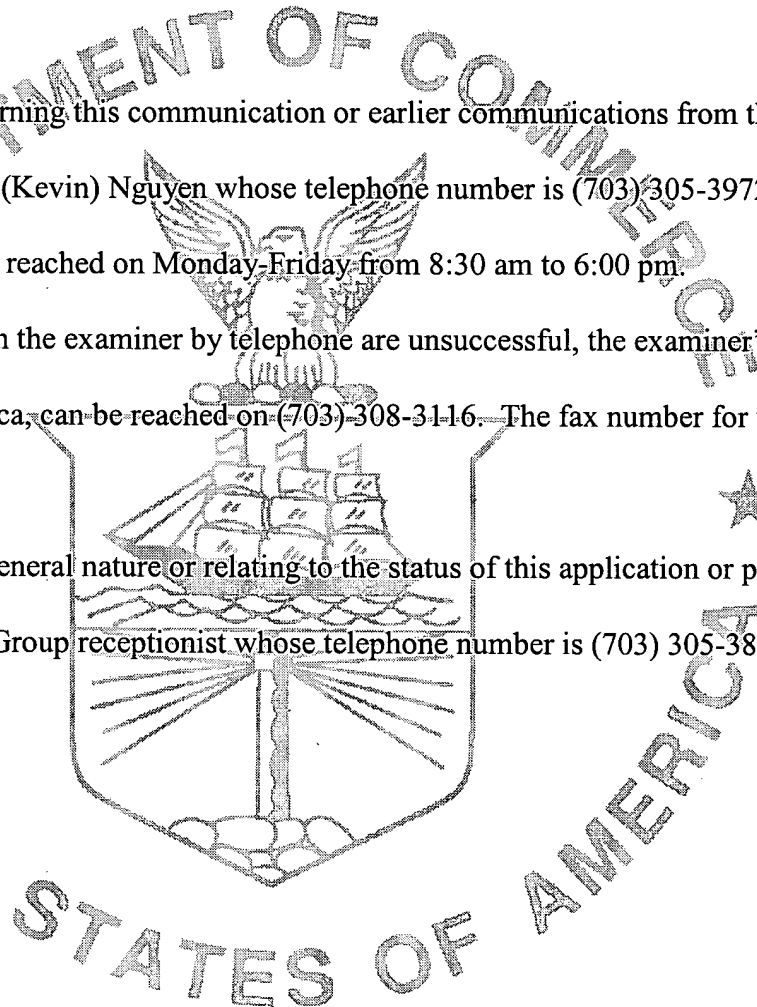 TMENT OF COMMERCE
rning this communication or earlier communications from th
(Kevin) Nguyen whose telephone number is (703) 305-397
reached on Monday-Friday from 8:30 am to 6:00 pm.
n the examiner by telephone are unsuccessful, the examiner'
ca, can be reached on (703) 308-3116. The fax number for
eneral nature or relating to the status of this application or p
Group receptionist whose telephone number is (703) 305-38
STATES OF AMERICA